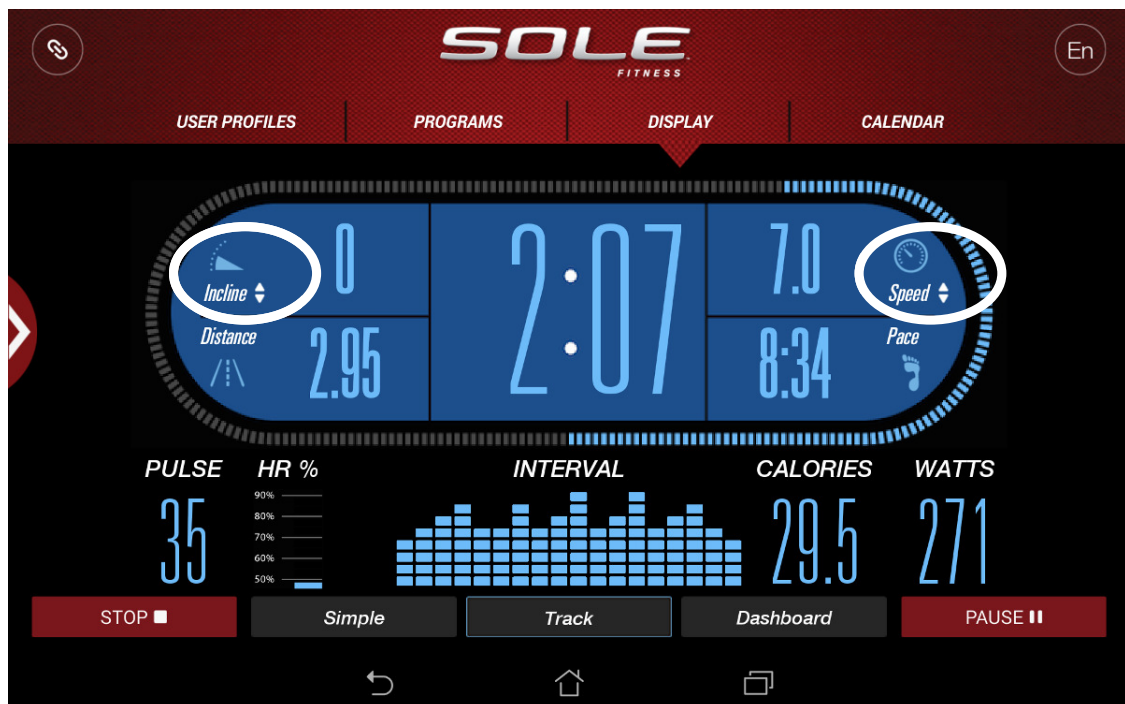 SOLE
FITNESS
En
USER PROFILES PROGRAMS DISPLAY CALENDAR
Incline 0
Distance 2.95
2:07
7.0 Speed
8:34 Pace
PULSE HR % INTERVAL CALORIES WATTS
35
90%
80%
70%
60%
50%
29.5
271
STOP Simple Track Dashboard PAUSE